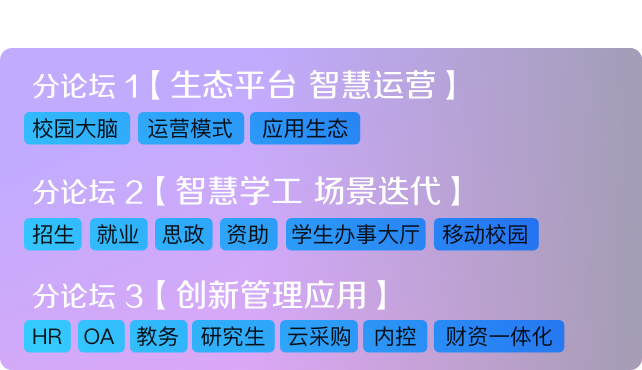 分论坛 1【 生态平台 智慧运营 】
校园大脑 运营模式 应用生态
分论坛 2【 智慧学工 场景迭代 】
招生 就业 思政 资助 学生办事大厅 移动校园
分论坛 3【 创新管理应用 】
HR OA 教务 研究生 云采购 内控 财资一体化